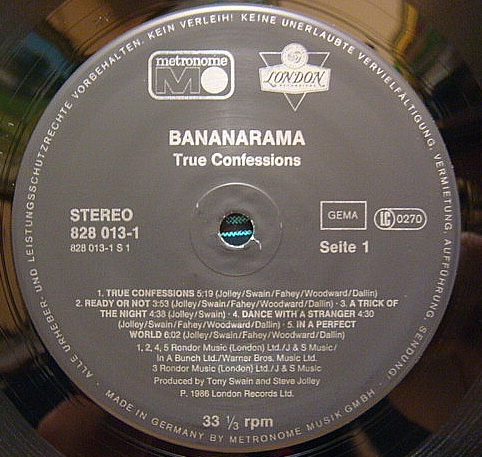 ALLE URHEBER- UND LEISTUNGSSCHUTZRECHTE VORBEHALTEN. KEIN VERLEIH! KEINE UNERLAUBTE VERVIELFÄLTIGUNG, VERMIETUNG, AUFFÜHRUNG, SENDUNG!
metronome
M
LONDON
RECORDINGS
BANANARAMA
True Confessions
STEREO
828 013-1
828 013-1 S 1
GEMA
LC 0270
Seite 1
1. TRUE CONFESSIONS 5:19 (Jolley/Swain/Fahey/Woodward/Dallin)
2. READY OR NOT 3:53 (Jolley/Swain/Fahey/Woodward/Dallin) · 3. A TRICK OF
THE NIGHT 4:38 (Jolley/Swain) · 4. DANCE WITH A STRANGER 4:30
(Jolley/Swain/Fahey/Woodward/Dallin) · 5. IN A PERFECT
WORLD 6:02 (Jolley/Swain/Fahey/Woodward/Dallin)
1, 2, 4, 5 Rondor Music (London) Ltd./J & S Music/
In A Bunch Ltd./Warner Bros. Music Ltd.
3 Rondor Music (London) Ltd./J & S Music
Produced by Tony Swain and Steve Jolley
P. 1986 London Records Ltd.
33 1/3 rpm
· MADE IN GERMANY BY METRONOME MUSIK GMBH ·